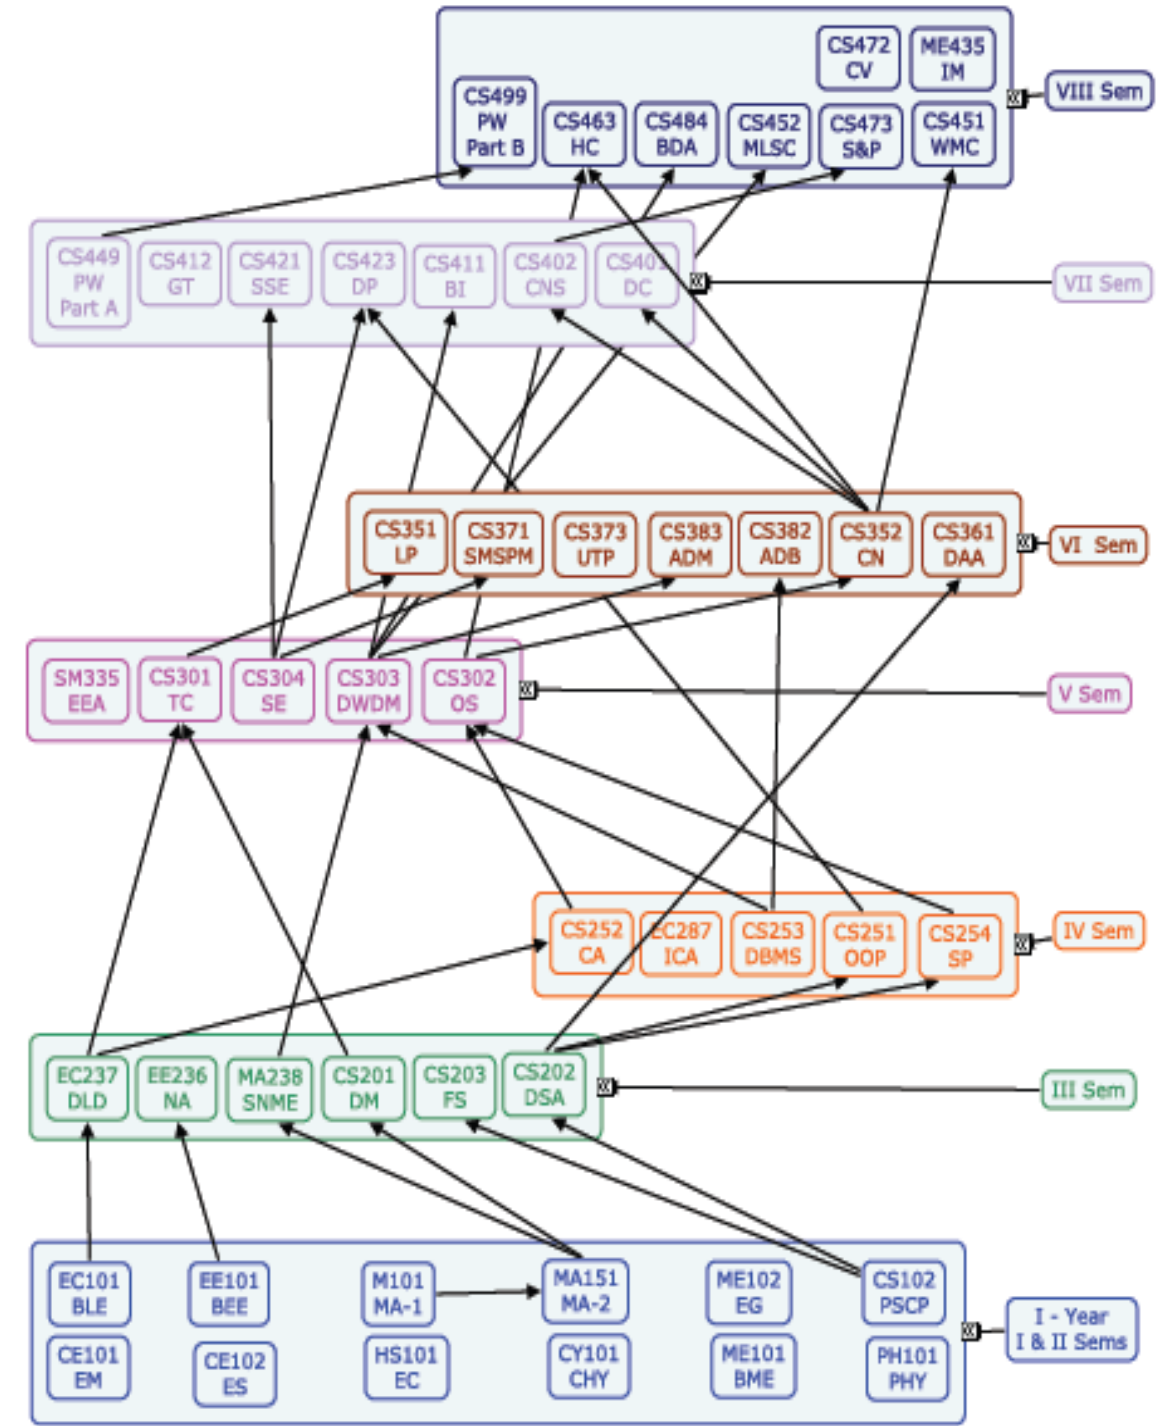 CS472
CV
ME435
IM
VIII Sem
CS499
PW
Part B
CS463
HC
CS484
BDA
CS452
MLSC
CS473
S&P
CS451
WMC
CS449
PW
Part A
CS412
GT
CS421
SSE
CS423
DP
CS411
BI
CS402
CNS
CS401
DC
VII Sem
CS351
LP
CS371
SMSPM
CS373
UTP
CS383
ADM
CS382
ADB
CS352
CN
CS361
DAA
VI Sem
SM335
EEA
CS301
TC
CS304
SE
CS303
DWDM
CS302
OS
V Sem
CS252
CA
EC287
ICA
CS253
DBMS
CS251
OOP
CS254
SP
IV Sem
EC237
DLD
EE236
NA
MA238
SNME
CS201
DM
CS203
FS
CS202
DSA
III Sem
EC101
BLE
EE101
BEE
M101
MA-1
MA151
MA-2
ME102
EG
CS102
PSCP
I - Year
I & II Sems
CE101
EM
CE102
ES
HS101
EC
CY101
CHY
ME101
BME
PH101
PHY